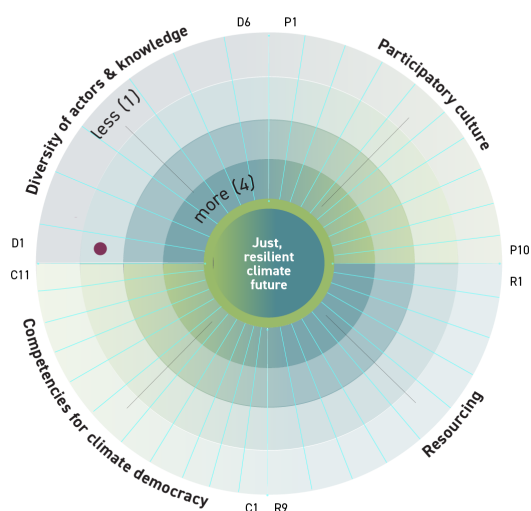 D6
P1
Diversity of actors & knowledge
Participatory culture
less (1)
more (4)
Just,
resilient
climate
future
D1
P10
C11
R1
Competencies for climate democracy
Resourcing
C1
R9